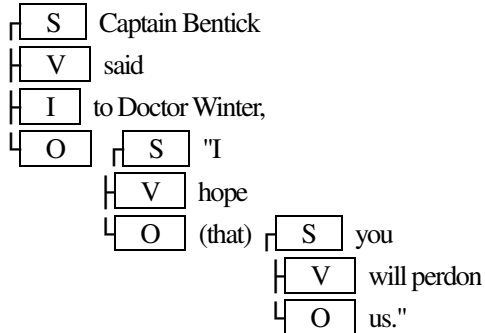 S Captain Bentick
V said
I to Doctor Winter,
O S "I
V hope
O (that) S you
V will perdon
O us."